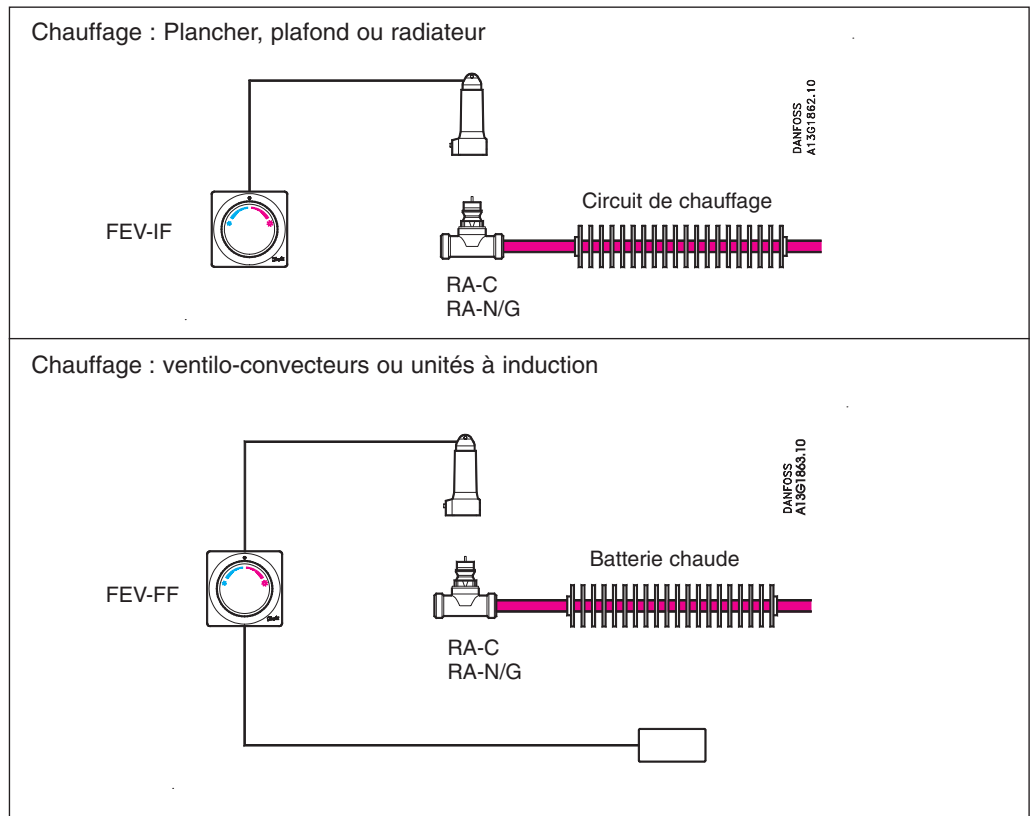 Chauffage : Plancher, plafond ou radiateur
DANFOSS
A13G1862.10
FEV-IF
Circuit de chauffage
RA-C
RA-N/G
Chauffage : ventilo-convecteurs ou unités à induction
DANFOSS
A13G1863.10
FEV-FF
Batterie chaude
RA-C
RA-N/G